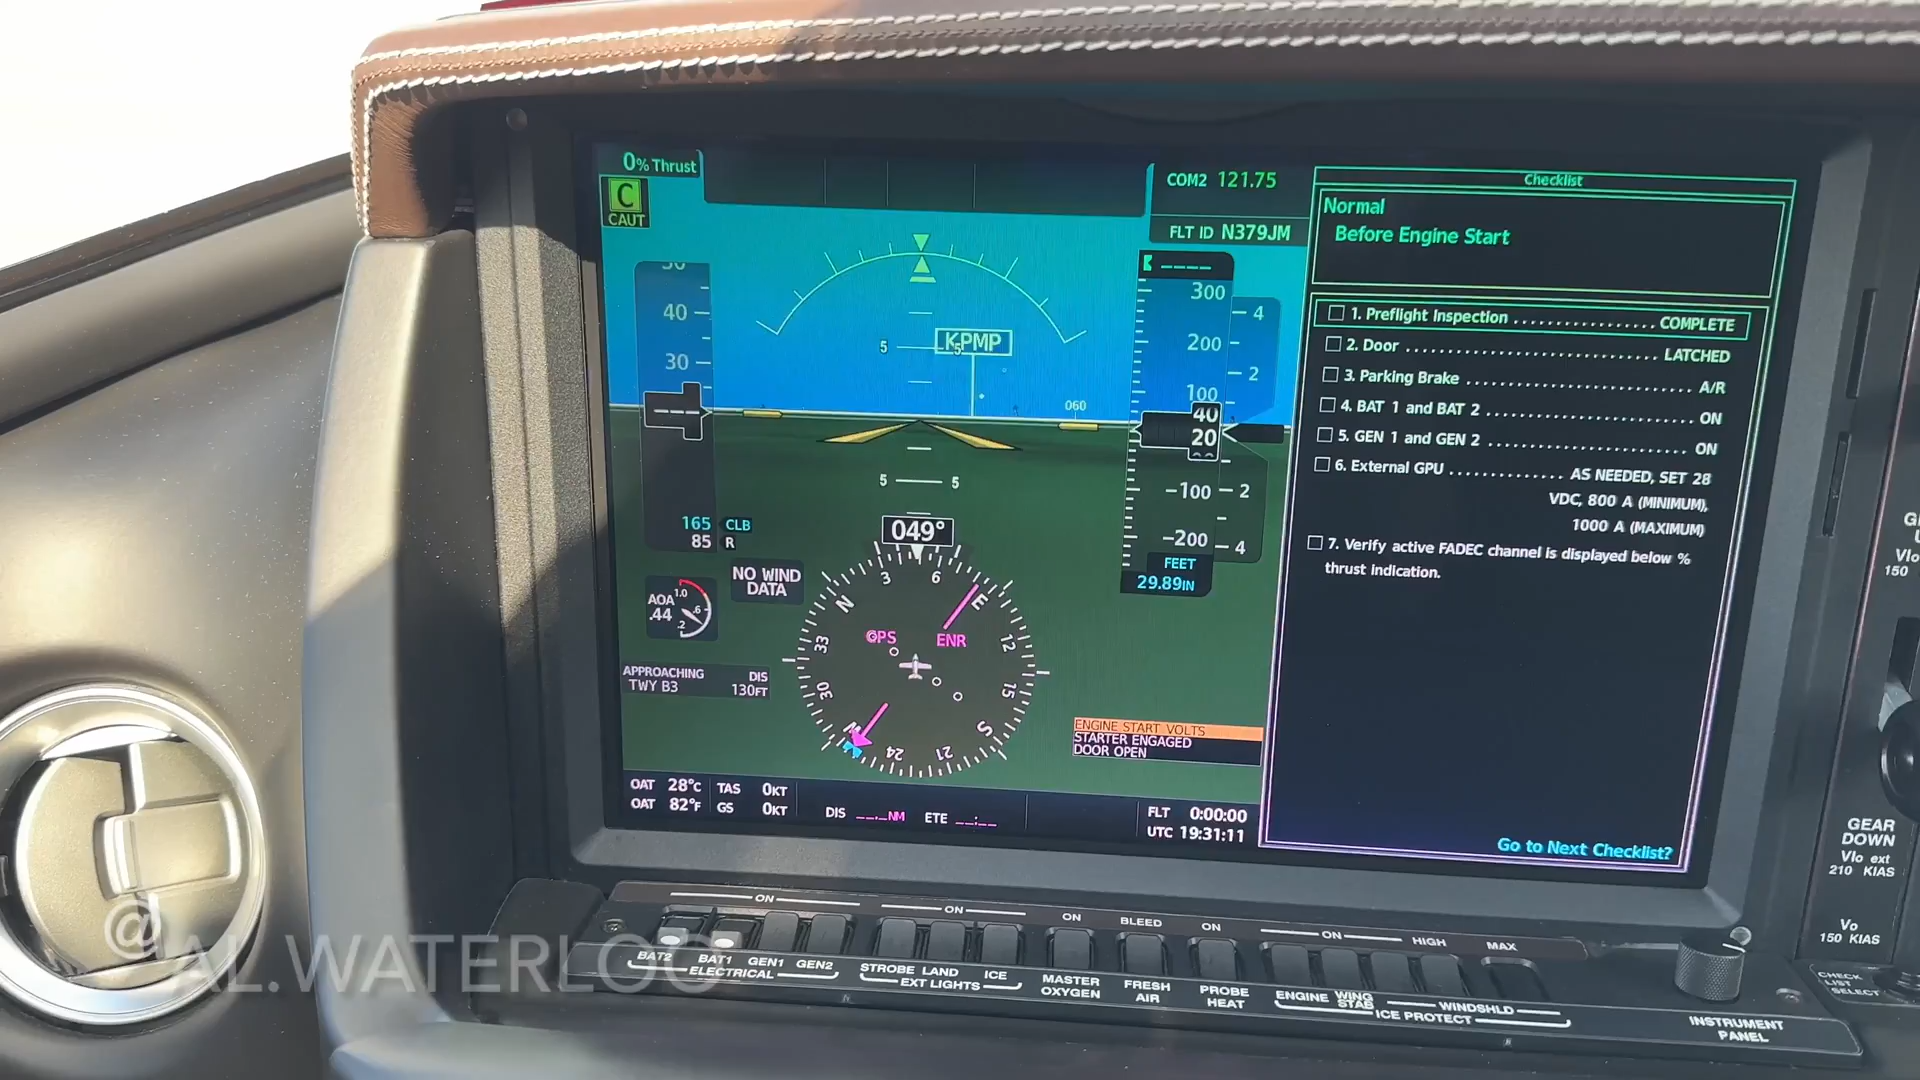 0% Thrust
C
CAUT
COM2 121.75
FLT ID N379JM
40
30
---
165 CLB
85 R
AOA 1.0
.44 .6
.2
NO WIND
DATA
APPROACHING DIS
TWY B3 130FT
5 KPMP
060
5 5
049°
N 3 6 E 12 15 S 21 24 W 30 33
GPS ENR
----
300
200
100
40
20
-100
-200
4
2
2
4
FEET
29.89IN
ENGINE START VOLTS
STARTER ENGAGED
DOOR OPEN
OAT 28°C TAS 0KT
OAT 82°F GS 0KT
DIS __._NM ETE __:__
FLT 0:00:00
UTC 19:31:11
Checklist
Normal
Before Engine Start
1. Preflight Inspection ................ COMPLETE
2. Door ............................... LATCHED
3. Parking Brake ............................. A/R
4. BAT 1 and BAT 2 ........................... ON
5. GEN 1 and GEN 2 ........................... ON
6. External GPU ............... AS NEEDED, SET 28
VDC, 800 A (MINIMUM),
1000 A (MAXIMUM)
7. Verify active FADEC channel is displayed below %
thrust indication.
Go to Next Checklist?
ON
BAT2 BAT1 GEN1 GEN2
ELECTRICAL
ON
STROBE LAND ICE
EXT LIGHTS
ON
MASTER
OXYGEN
BLEED
FRESH
AIR
ON
PROBE
HEAT
ON HIGH MAX
ENGINE WING
STAB WINDSHLD
ICE PROTECT
INSTRUMENT
PANEL
150
GEAR
DOWN
Vlo ext
210 KIAS
Vo
150 KIAS
CHECK
LIST
SELECT
@AL.WATERLOO